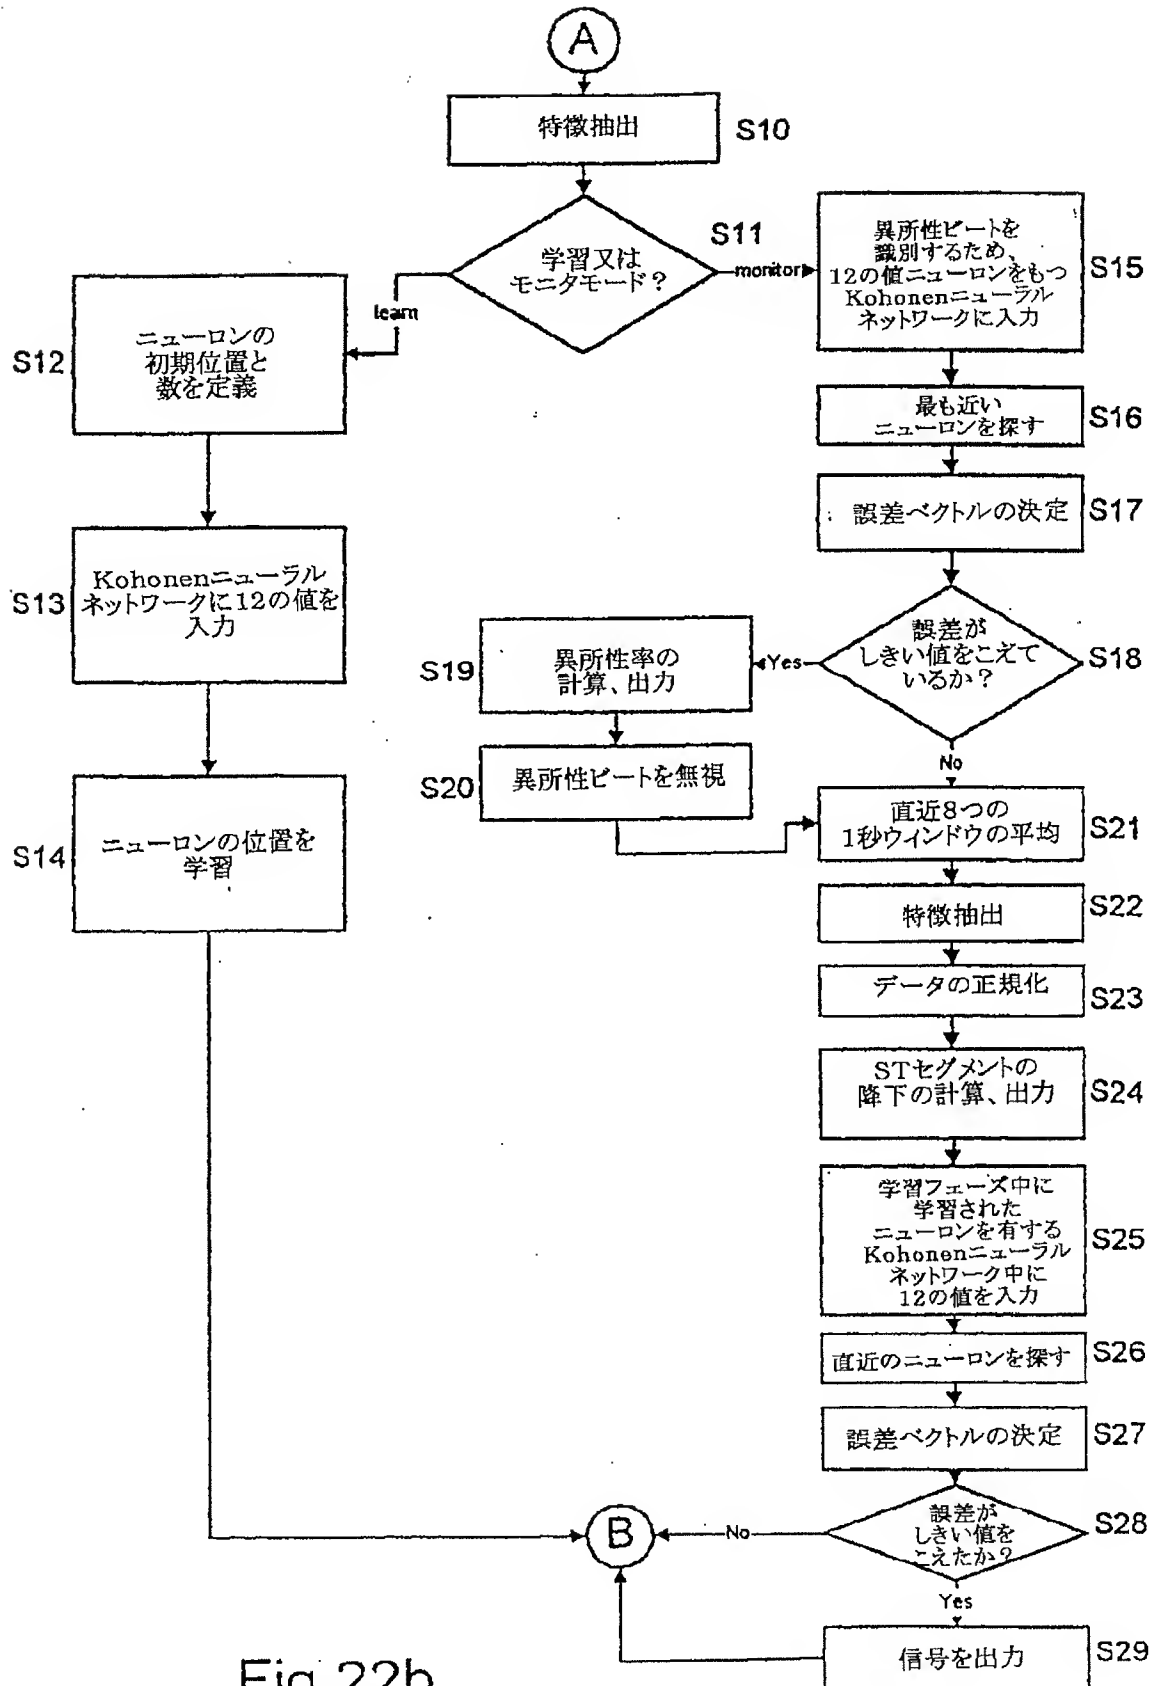 A
特徴抽出
S10
学習又は
モニタモード？
S11
learn
monitor
ニューロンの
初期位置と
数を定義
S12
Kohonenニューラル
ネットワークに12の値を
入力
S13
ニューロンの位置を
学習
S14
異所性ビートを
識別するため、
12の値ニューロンをもつ
Kohonenニューラル
ネットワークに入力
S15
最も近い
ニューロンを探す
S16
誤差ベクトルの決定
S17
誤差が
しきい値をこえて
いるか？
S18
Yes
No
異所性率の
計算、出力
S19
異所性ビートを無視
S20
直近8つの
1秒ウィンドウの平均
S21
特徴抽出
S22
データの正規化
S23
STセグメントの
降下の計算、出力
S24
学習フェーズ中に
学習された
ニューロンを有する
Kohonenニューラル
ネットワーク中に
12の値を入力
S25
直近のニューロンを探す
S26
誤差ベクトルの決定
S27
誤差が
しきい値を
こえたか？
S28
No
B
Yes
信号を出力
S29
Fig 22b